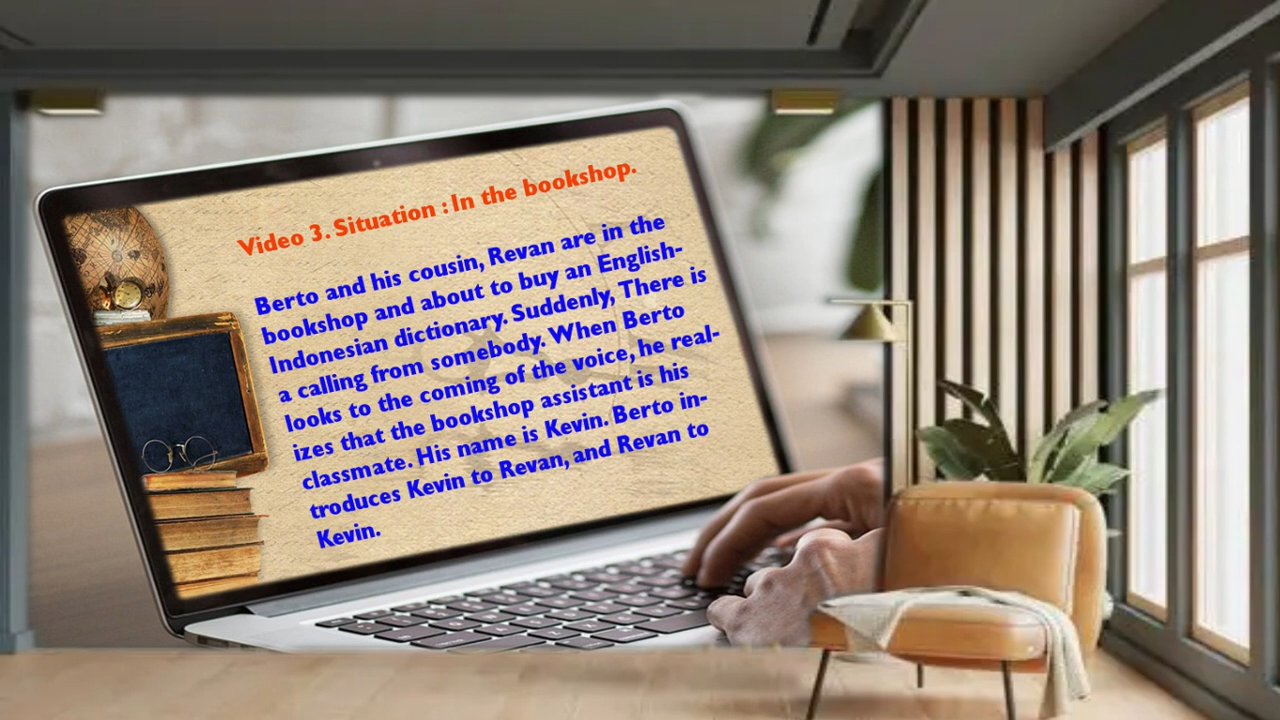 Video 3. Situation : In the bookshop.
Berto and his cousin, Revan are in the
bookshop and about to buy an English-
Indonesian dictionary. Suddenly, There is
a calling from somebody. When Berto
looks to the coming of the voice, he real-
izes that the bookshop assistant is his
classmate. His name is Kevin. Berto in-
troduces Kevin to Revan, and Revan to
Kevin.